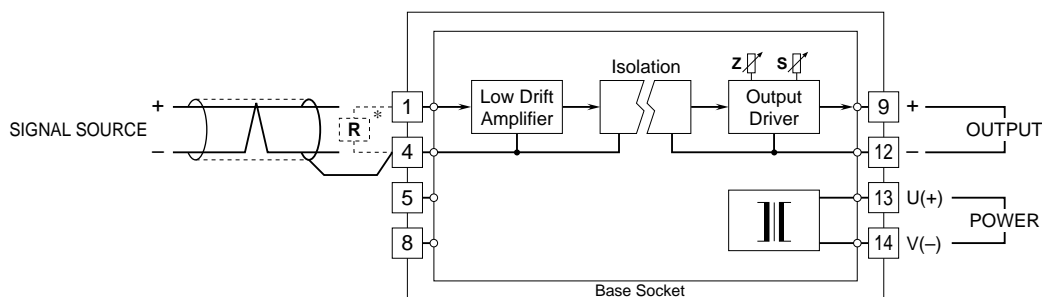 Isolation
Z S
+ 1 Low Drift
Amplifier Output
Driver 9 +
SIGNAL SOURCE R * OUTPUT
– 4 12 –
5 13 U(+)
POWER
8 14 V(–)
Base Socket